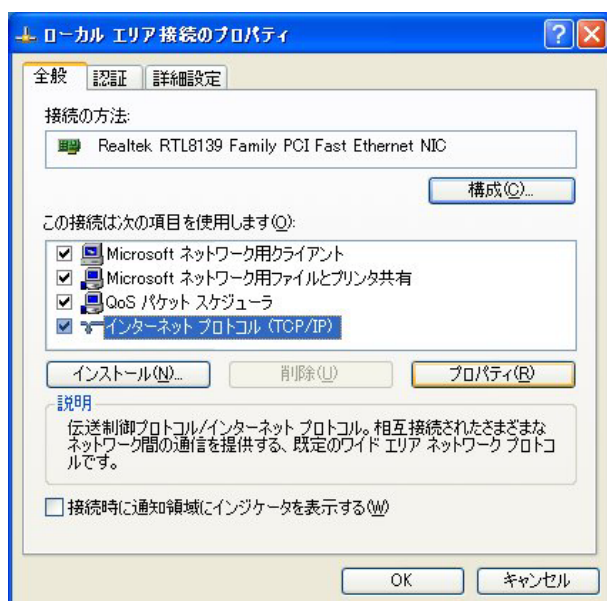 ローカル エリア接続のプロパティ
全般 認証 詳細設定
接続の方法:
Realtek RTL8139 Family PCI Fast Ethernet NIC
構成(C)...
この接続は次の項目を使用します(O):
Microsoft ネットワーク用クライアント
Microsoft ネットワーク用ファイルとプリンタ共有
QoS パケット スケジューラ
インターネット プロトコル (TCP/IP)
インストール(N)... 削除(U) プロパティ(R)
説明
伝送制御プロトコル/インターネット プロトコル。相互接続されたさまざまな
ネットワーク間の通信を提供する、既定のワイド エリア ネットワーク プロトコ
ルです。
接続時に通知領域にインジケータを表示する(W)
OK キャンセル